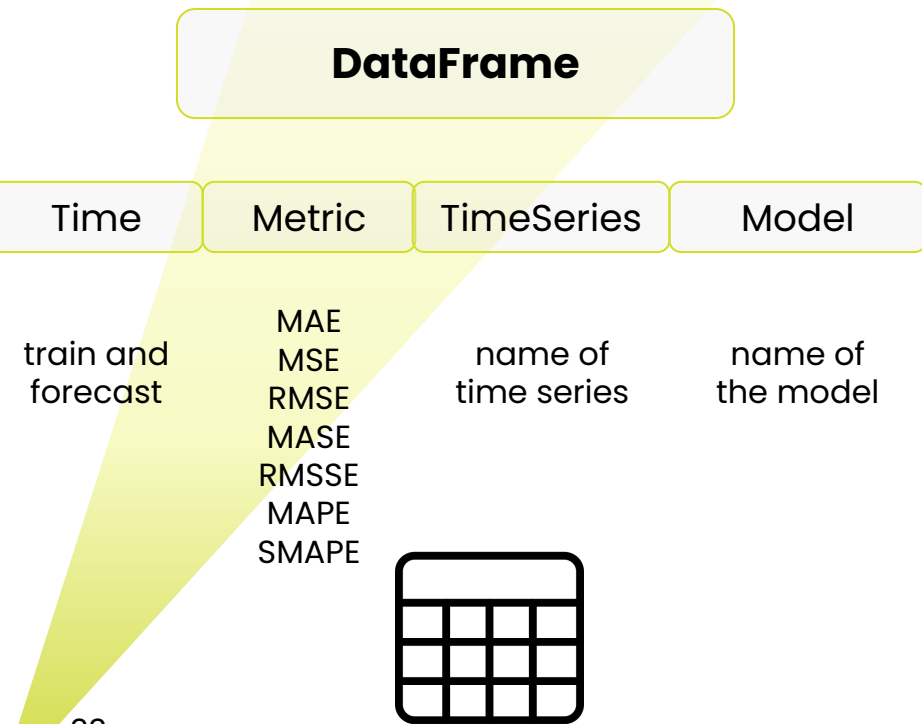 DataFrame
Time
Metric
TimeSeries
Model
train and
forecast
MAE
MSE
RMSE
MASE
RMSSE
MAPE
SMAPE
name of
time series
name of
the model